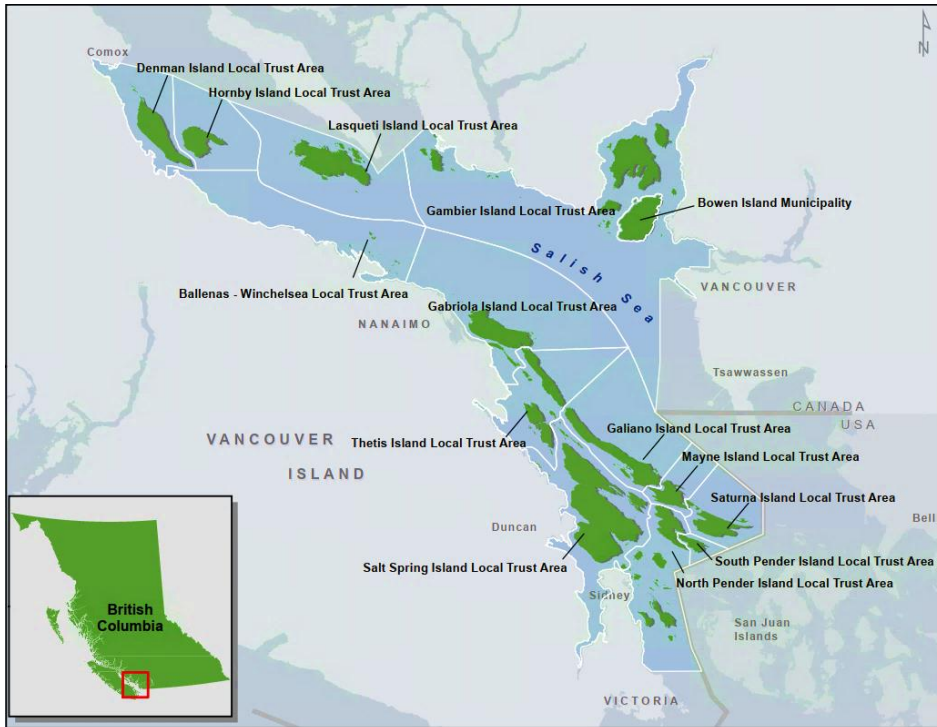 N
Comox
Denman Island Local Trust Area
Hornby Island Local Trust Area
Lasqueti Island Local Trust Area
Gambier Island Local Trust Area
Bowen Island Municipality
Salish Sea
Ballenas - Winchelsea Local Trust Area
VANCOUVER
Gabriola Island Local Trust Area
NANAIMO
Tsawwassen
CANADA
USA
Galiano Island Local Trust Area
VANCOUVER
ISLAND
Thetis Island Local Trust Area
Mayne Island Local Trust Area
Saturna Island Local Trust Area
Duncan
Bell
South Pender Island Local Trust Area
Salt Spring Island Local Trust Area
North Pender Island Local Trust Area
Sidney
San Juan
Islands
VICTORIA
British
Columbia